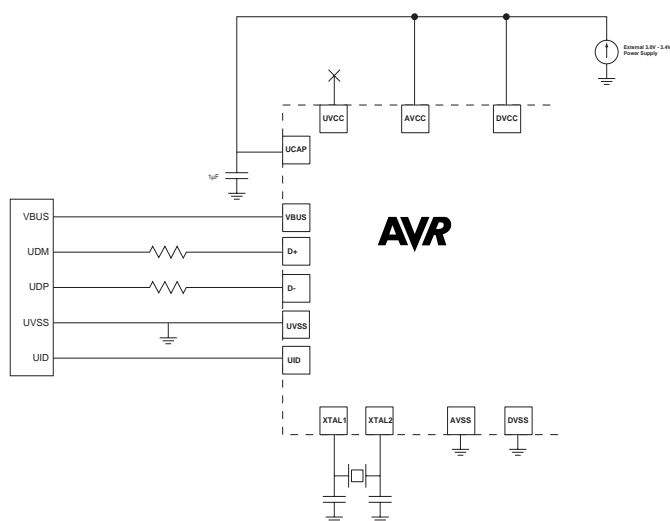 External 3.0V - 3.4V
Power Supply
UVCC
AVCC
DVCC
UCAP
1µF
VBUS
VBUS
UDM
D+
UDP
D-
UVSS
UVSS
UID
UID
AVR
XTAL1
XTAL2
AVSS
DVSS